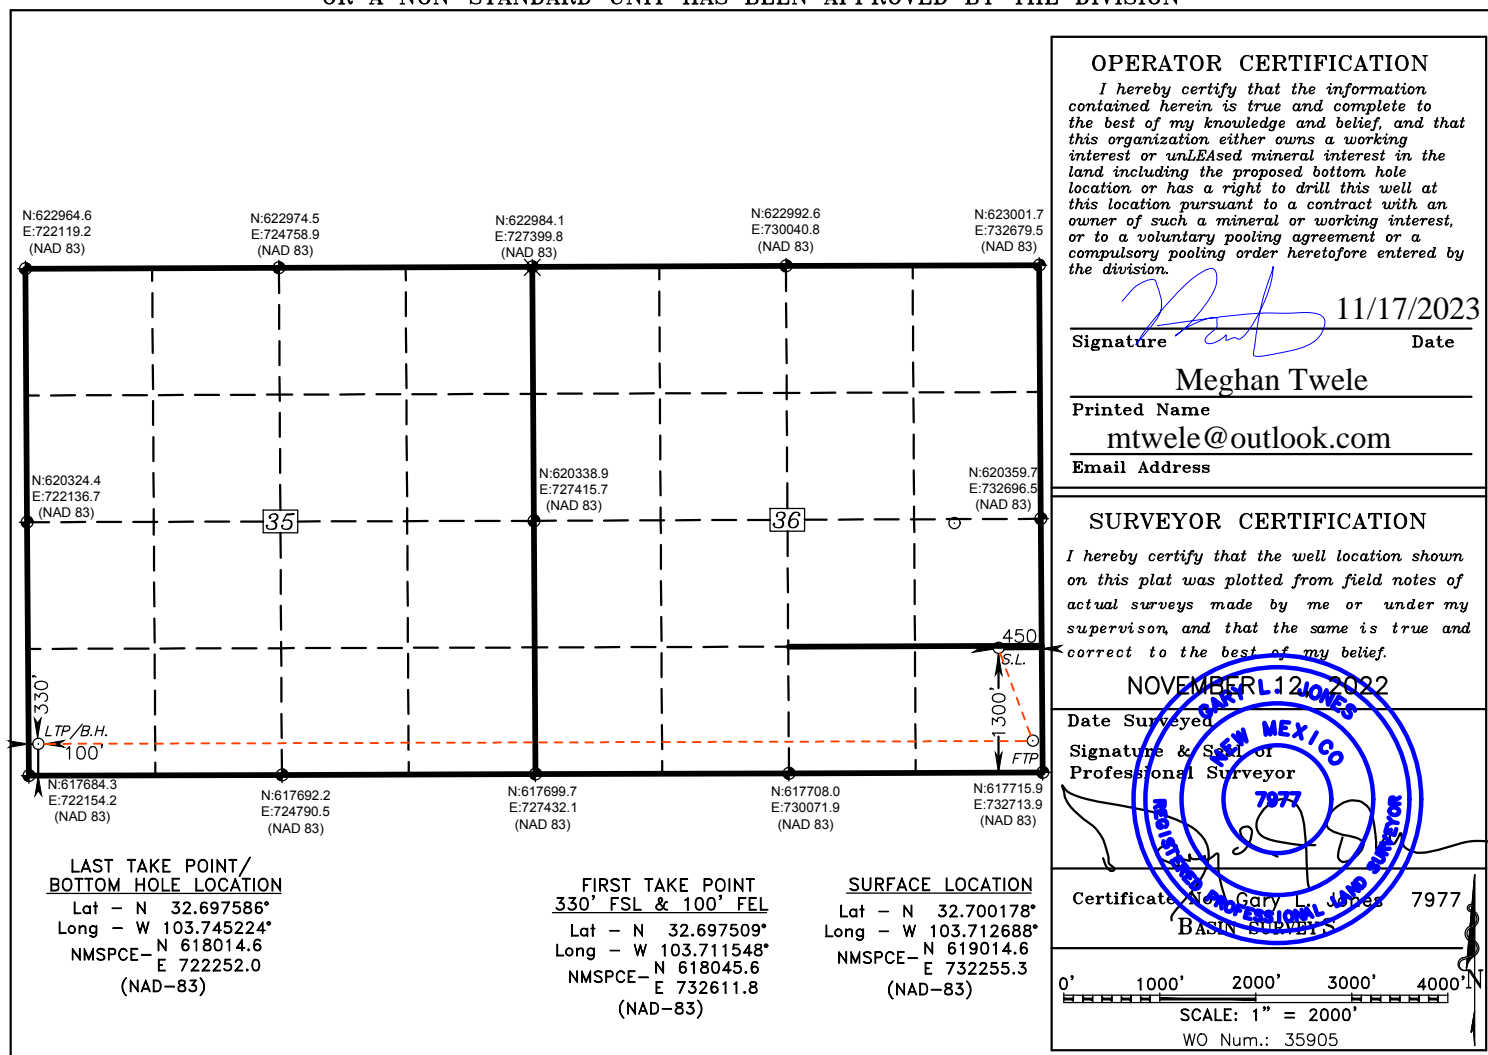 OR A NON-STANDARD UNIT HAS BEEN APPROVED BY THE DIVISION
N:622964.6
E:722119.2
(NAD 83)
N:622974.5
E:724758.9
(NAD 83)
N:622984.1
E:727399.8
(NAD 83)
N:622992.6
E:730040.8
(NAD 83)
N:623001.7
E:732679.5
(NAD 83)
N:620324.4
E:722136.7
(NAD 83)
35
N:620338.9
E:727415.7
(NAD 83)
36
N:620359.7
E:732696.5
(NAD 83)
450
S.L.
1300'
330'
LTP/B.H.
100'
FTP
N:617684.3
E:722154.2
(NAD 83)
N:617692.2
E:724790.5
(NAD 83)
N:617699.7
E:727432.1
(NAD 83)
N:617708.0
E:730071.9
(NAD 83)
N:617715.9
E:732713.9
(NAD 83)
LAST TAKE POINT/
BOTTOM HOLE LOCATION
Lat - N 32.697586°
Long - W 103.745224°
NMSPCE- N 618014.6
E 722252.0
(NAD-83)
FIRST TAKE POINT
330' FSL & 100' FEL
Lat - N 32.697509°
Long - W 103.711548°
NMSPCE- N 618045.6
E 732611.8
(NAD-83)
SURFACE LOCATION
Lat - N 32.700178°
Long - W 103.712688°
NMSPCE- N 619014.6
E 732255.3
(NAD-83)
OPERATOR CERTIFICATION
I hereby certify that the information
contained herein is true and complete to
the best of my knowledge and belief, and that
this organization either owns a working
interest or unLEAsed mineral interest in the
land including the proposed bottom hole
location or has a right to drill this well at
this location pursuant to a contract with an
owner of such a mineral or working interest,
or to a voluntary pooling agreement or a
compulsory pooling order heretofore entered by
the division.
11/17/2023
Signature Date
Meghan Twele
Printed Name
mtwele@outlook.com
Email Address
SURVEYOR CERTIFICATION
I hereby certify that the well location shown
on this plat was plotted from field notes of
actual surveys made by me or under my
supervison, and that the same is true and
correct to the best of my belief.
NOVEMBER 12, 2022
Date Surveyed
Signature & Seal of
Professional Surveyor
GARY L. JONES
NEW MEXICO
7977
REGISTERED PROFESSIONAL LAND SURVEYOR
Certificate No. Gary L. Jones 7977
BASIN SURVEYS
0' 1000' 2000' 3000' 4000'
N
SCALE: 1" = 2000'
WO Num.: 35905